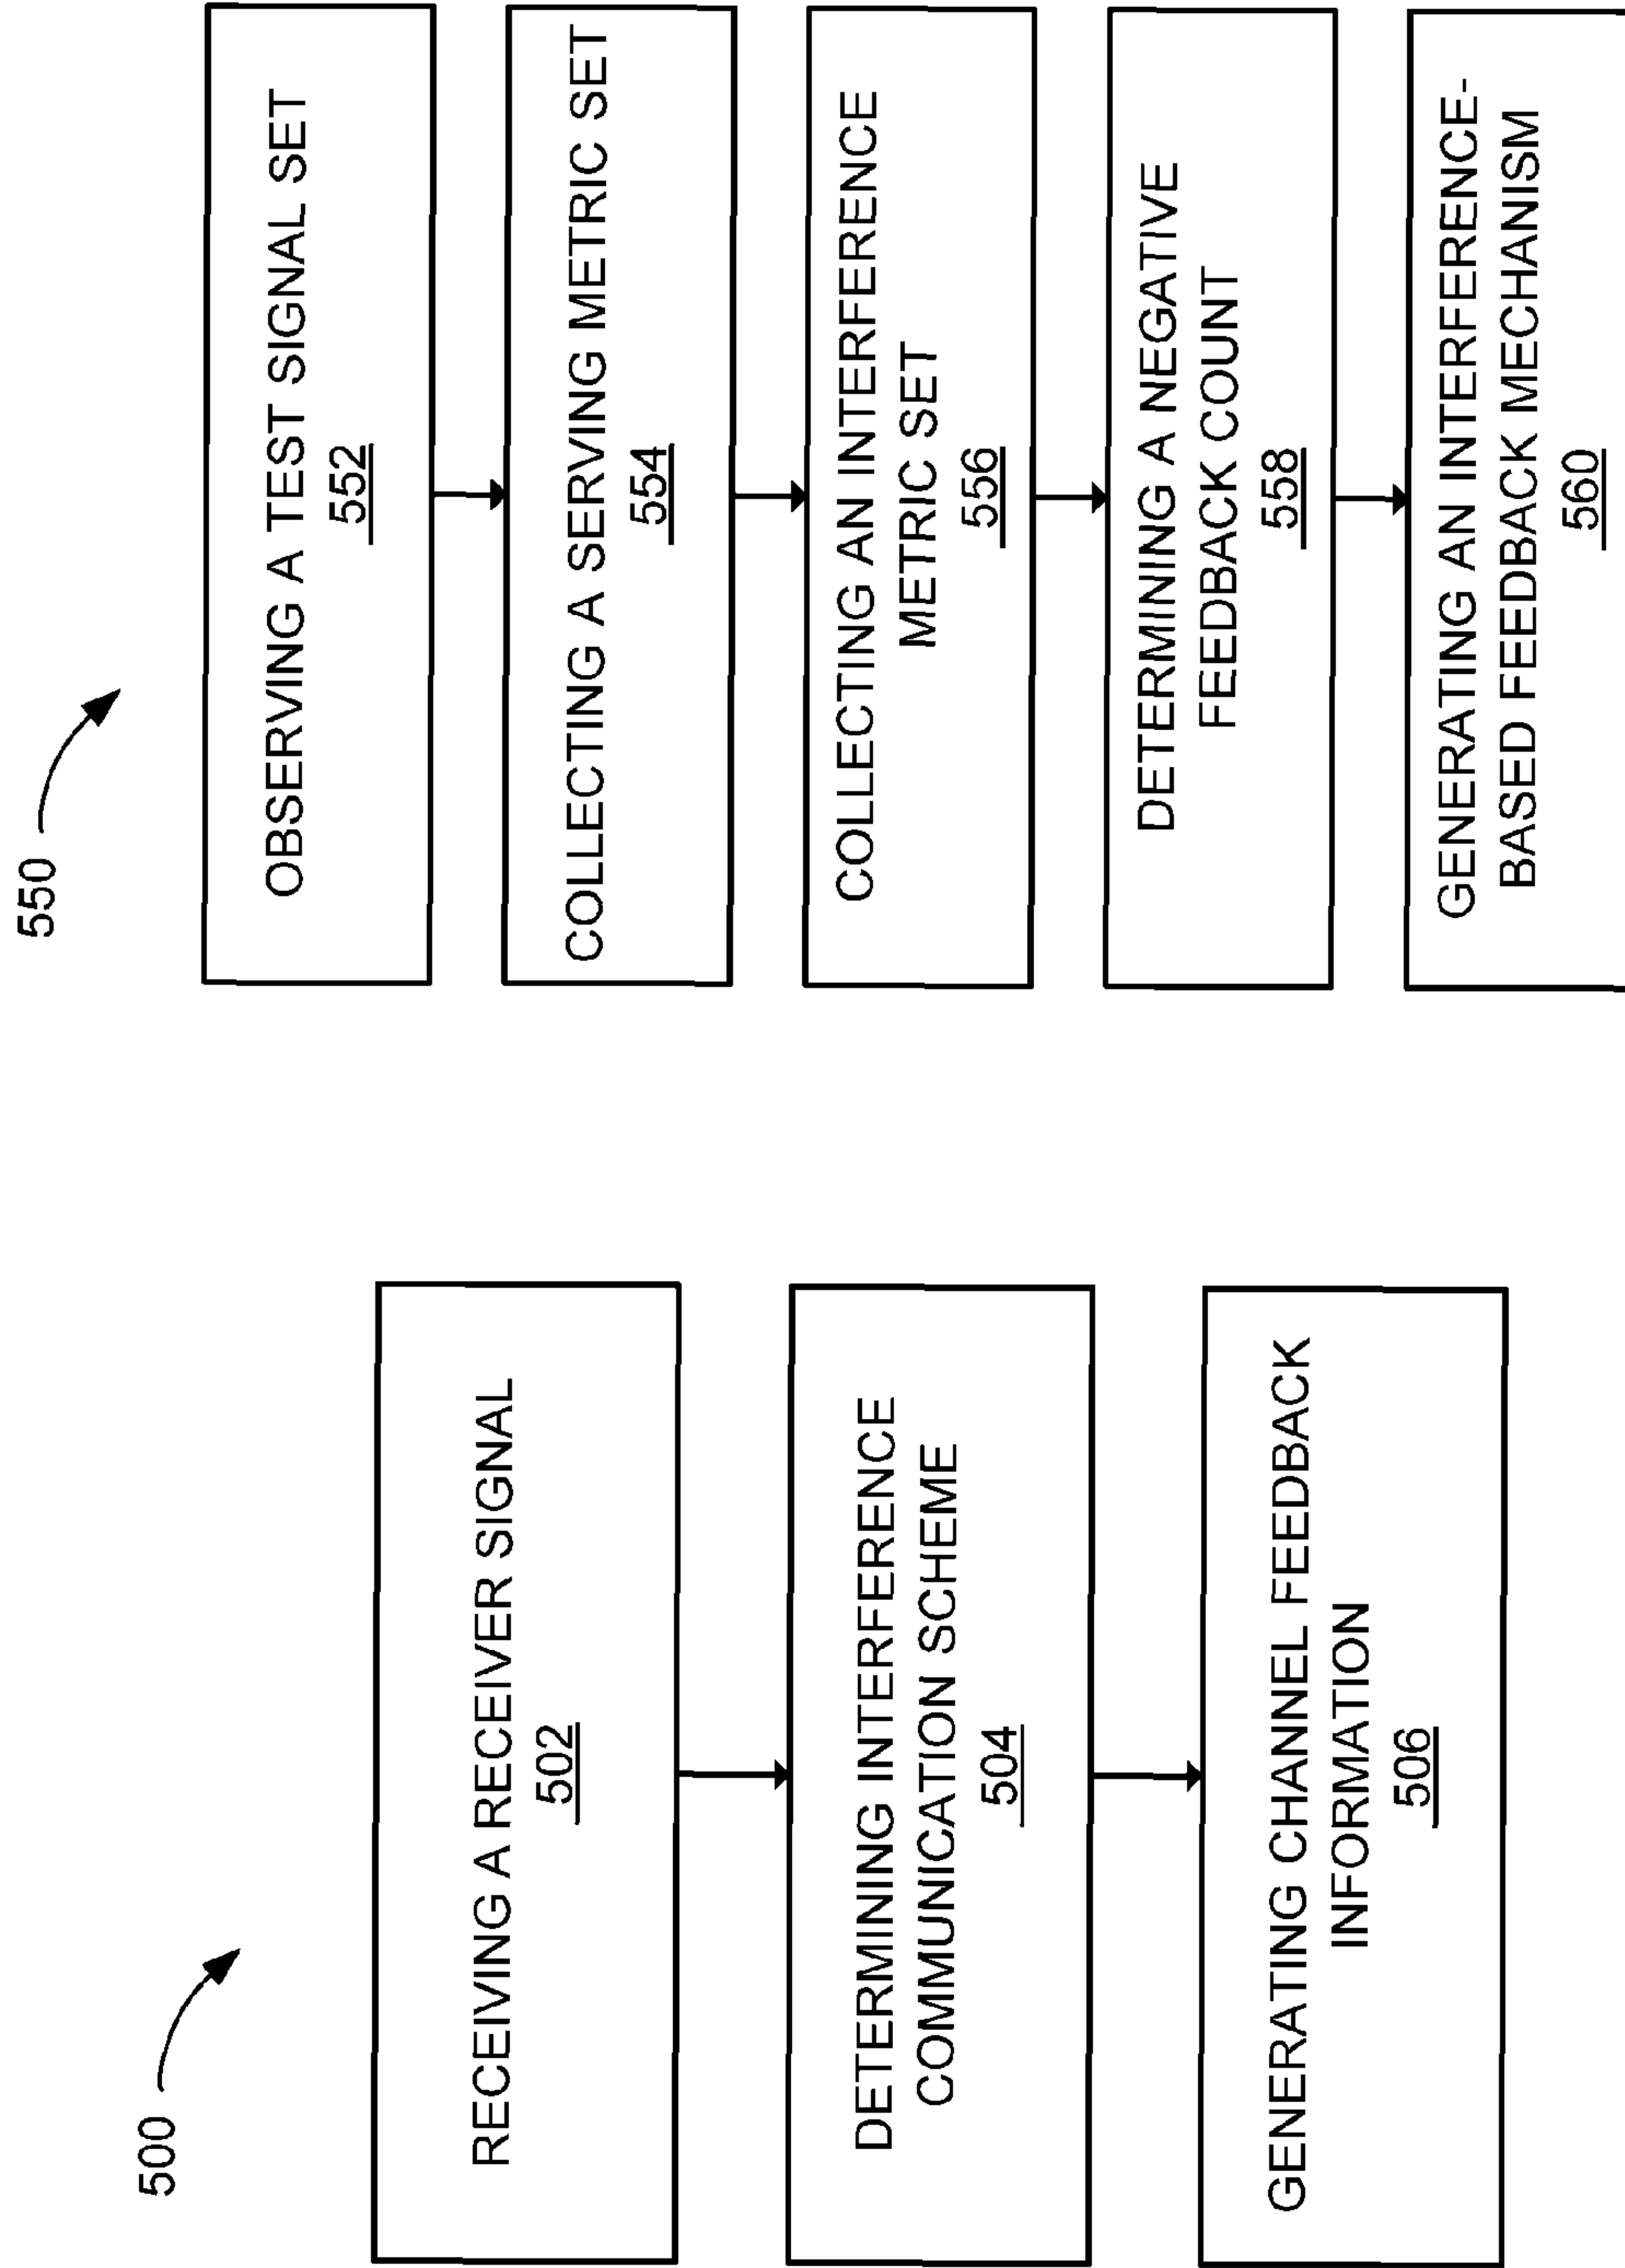 500
RECEIVING A RECEIVER SIGNAL
502
DETERMINING INTERFERENCE
COMMUNICATION SCHEME
504
GENERATING CHANNEL FEEDBACK
INFORMATION
506
550
OBSERVING A TEST SIGNAL SET
552
COLLECTING A SERVING METRIC SET
554
COLLECTING AN INTERFERENCE
METRIC SET
556
DETERMINING A NEGATIVE
FEEDBACK COUNT
558
GENERATING AN INTERFERENCE-
BASED FEEDBACK MECHANISM
560